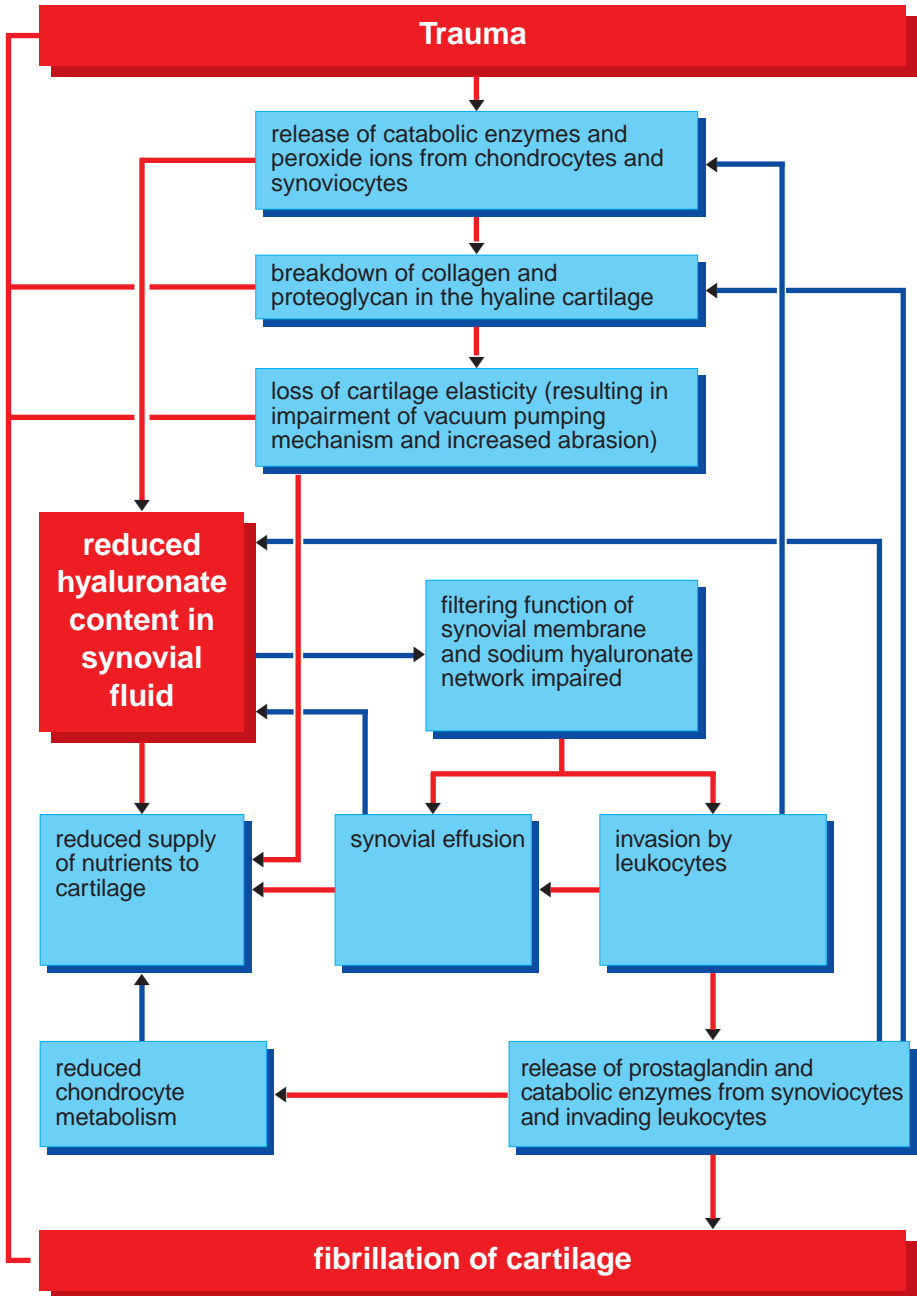 Trauma
release of catabolic enzymes and
peroxide ions from chondrocytes and
synoviocytes
breakdown of collagen and
proteoglycan in the hyaline cartilage
loss of cartilage elasticity (resulting in
impairment of vacuum pumping
mechanism and increased abrasion)
reduced
hyaluronate
content in
synovial
fluid
filtering function of
synovial membrane
and sodium hyaluronate
network impaired
reduced supply
of nutrients to
cartilage
synovial effusion
invasion by
leukocytes
reduced
chondrocyte
metabolism
release of prostaglandin and
catabolic enzymes from synoviocytes
and invading leukocytes
fibrillation of cartilage